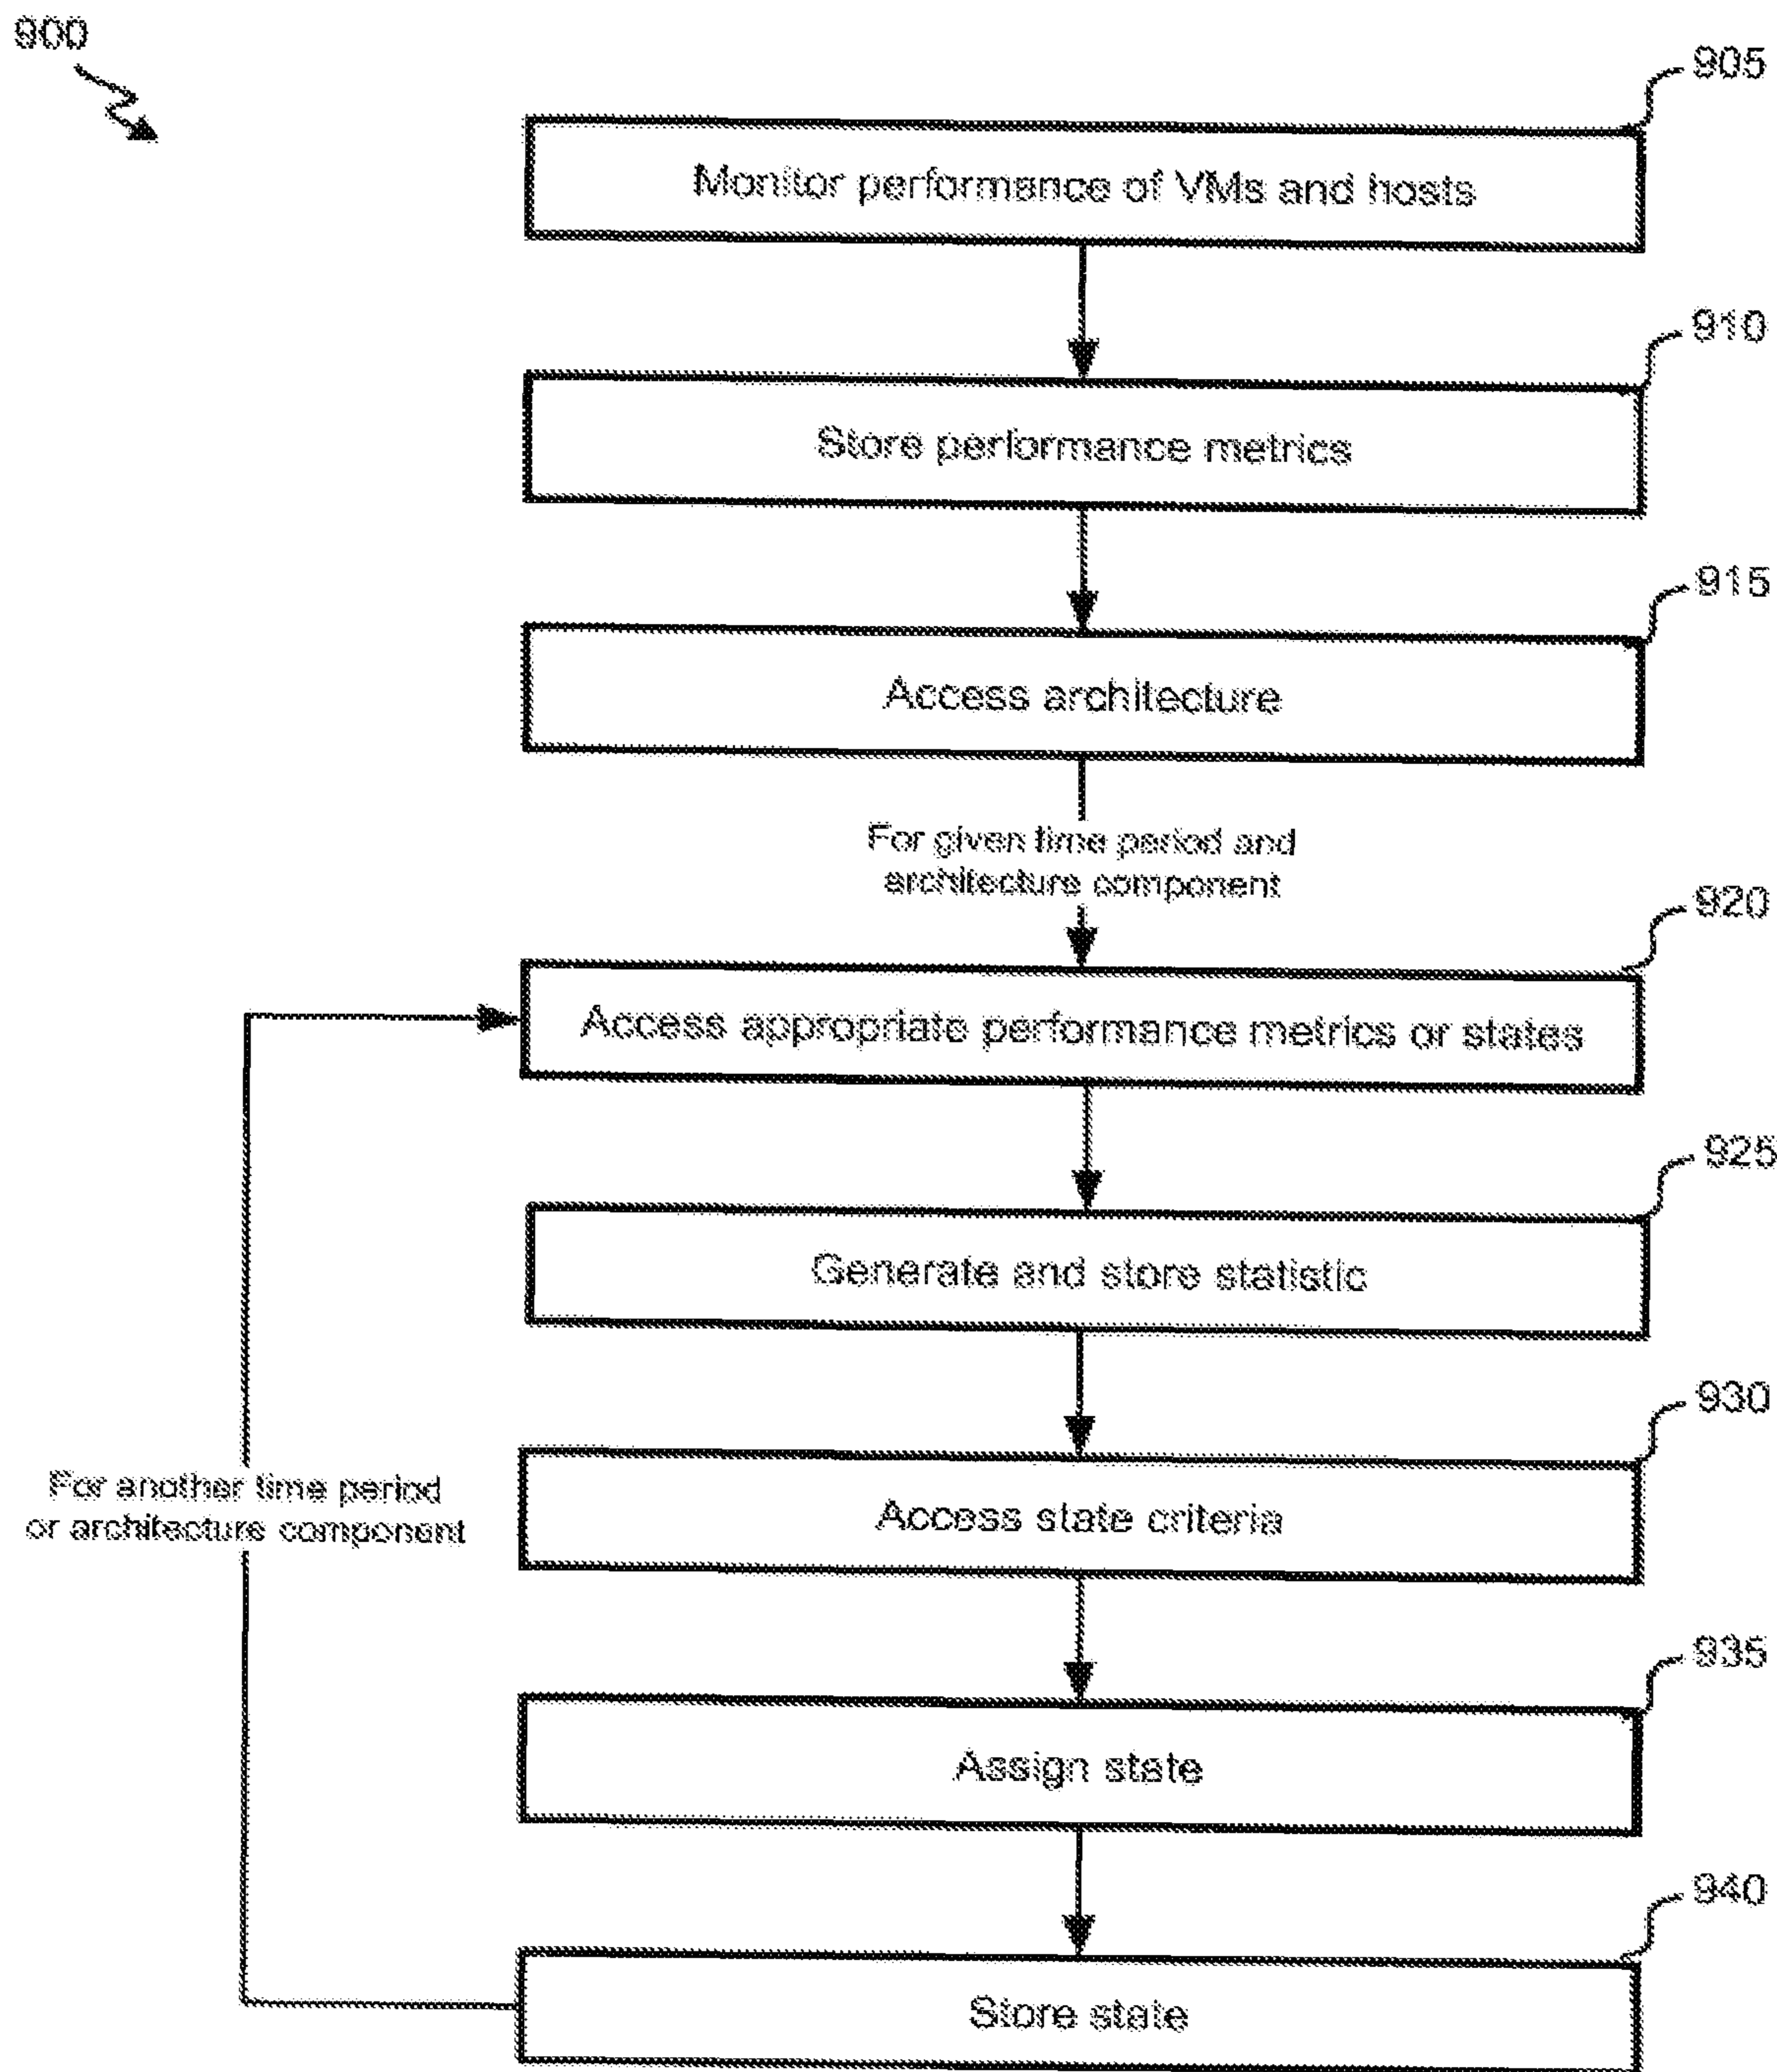 900
905
Monitor performance of VMs and hosts
910
Store performance metrics
915
Access architecture
For given time period and
architecture component
920
Access appropriate performance metrics or states
925
Generate and store statistic
930
Access state criteria
For another time period
or architecture component
935
Assign state
940
Store state